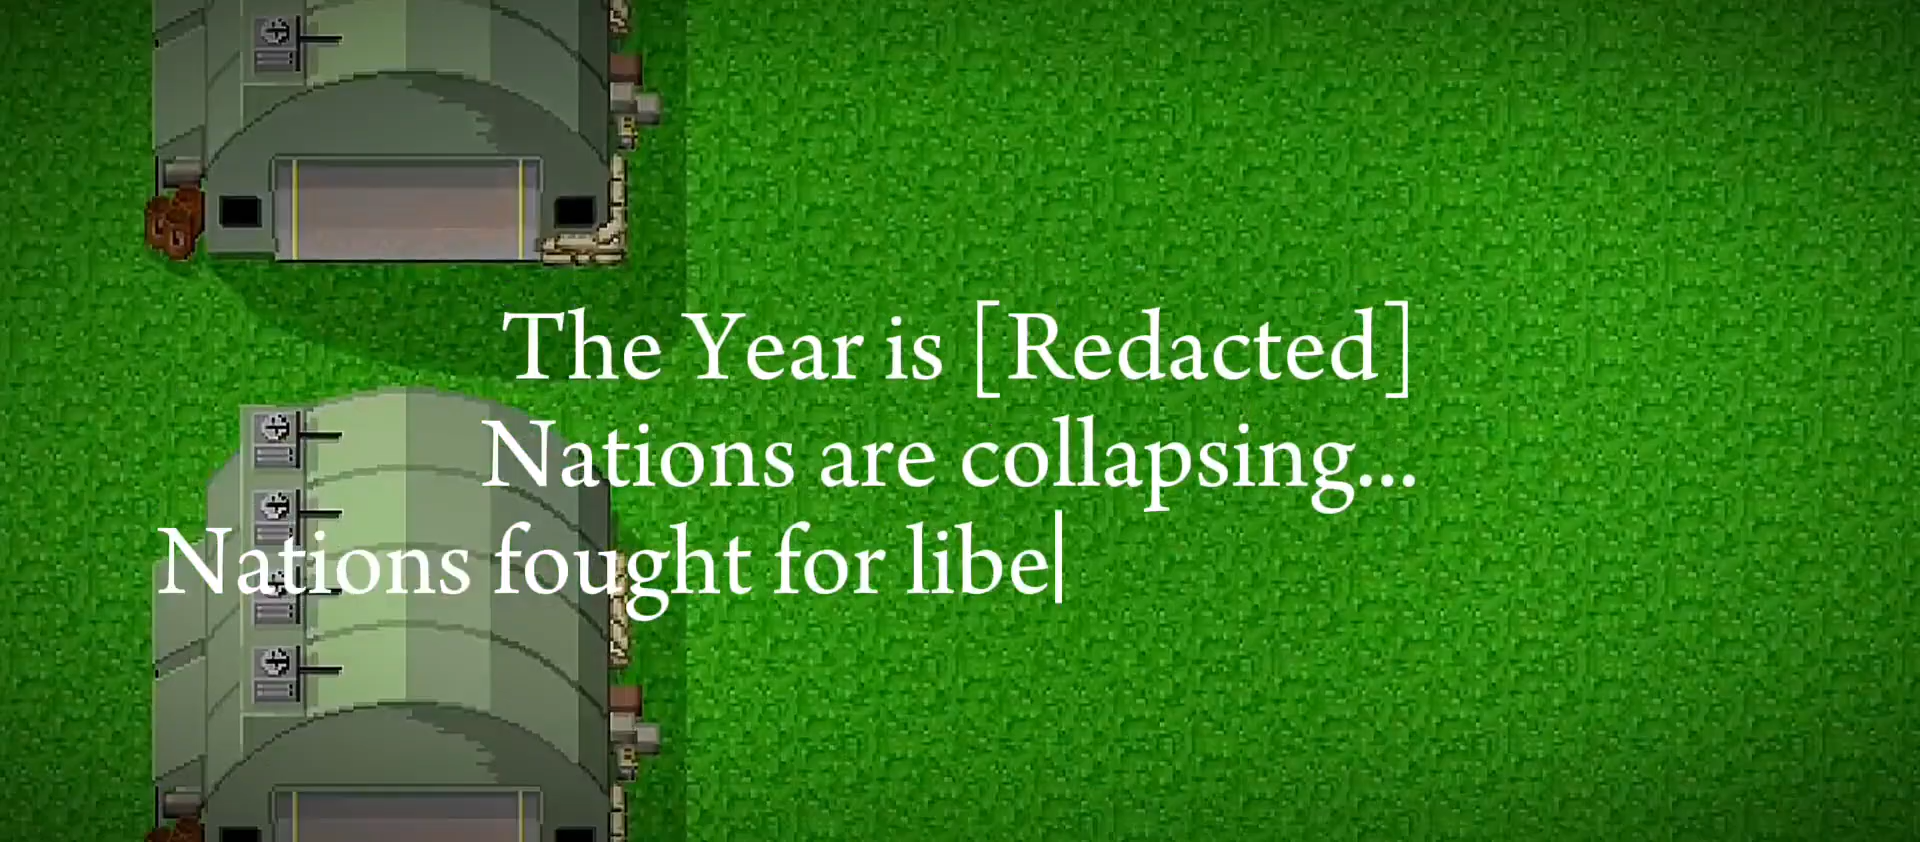 The Year is [Redacted]
Nations are collapsing...
Nations fought for libe